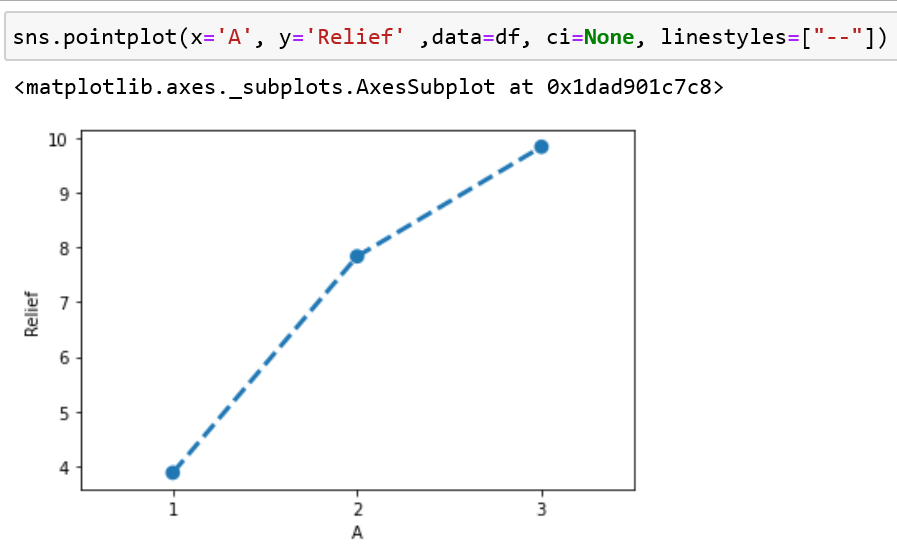 sns.pointplot(x='A', y='Relief' ,data=df, ci=None, linestyles=["--"])
<matplotlib.axes._subplots.AxesSubplot at 0x1dad901c7c8>
10
9
8
7
6
5
4
Relief
1 2 3
A